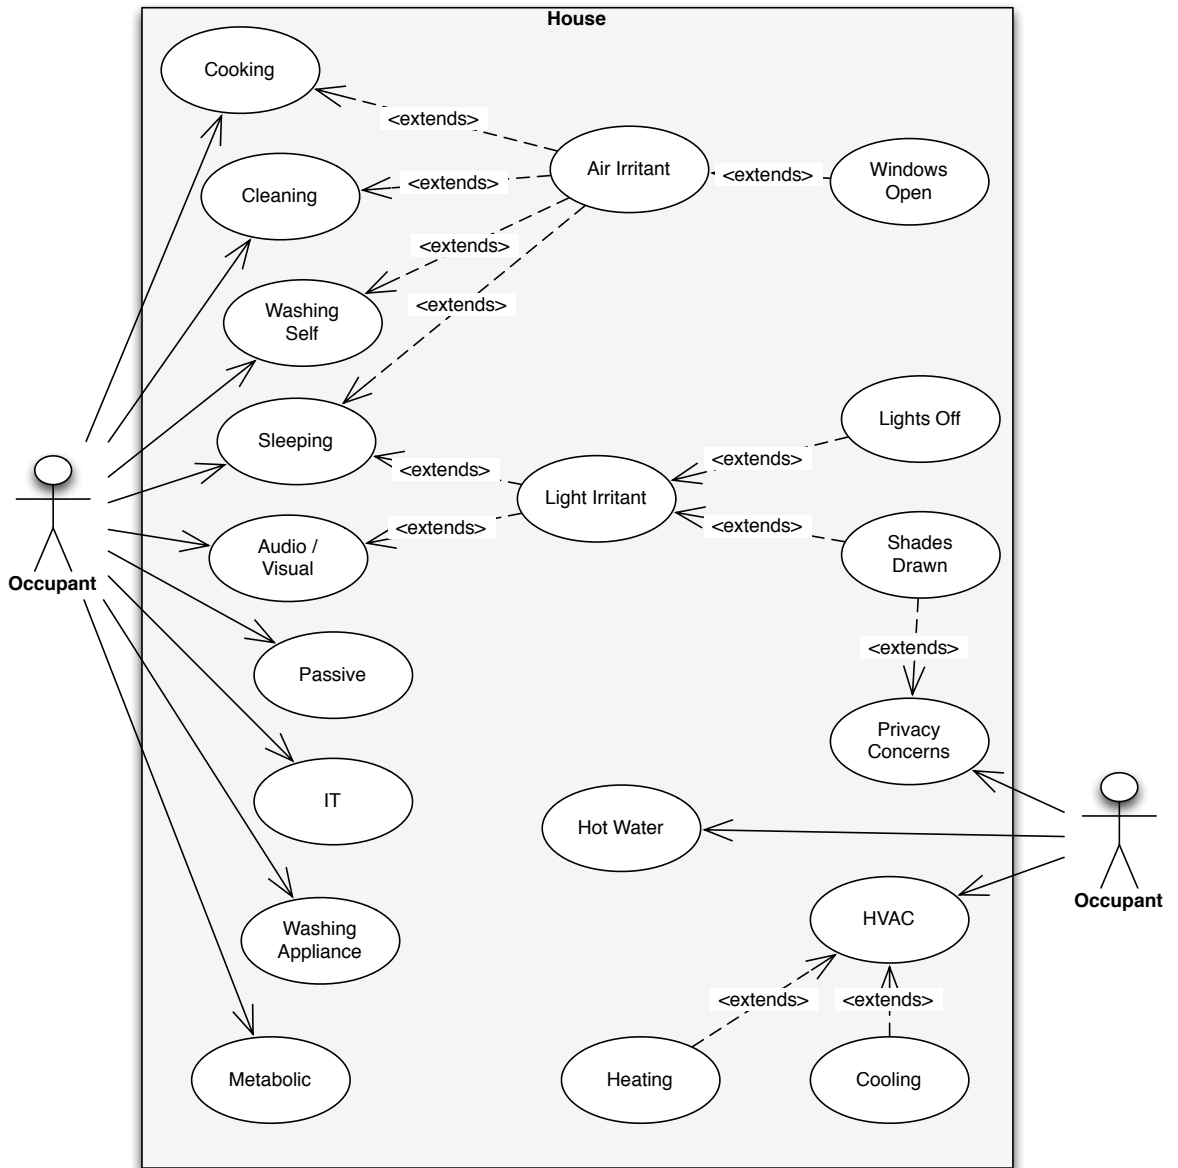 House
Cooking
<extends>
Air Irritant
<extends>
Windows
Open
Cleaning
<extends>
<extends>
<extends>
Washing
Self
Sleeping
<extends>
Light Irritant
<extends>
Lights Off
<extends>
Shades
Drawn
Audio /
Visual
<extends>
Occupant
<extends>
Passive
Privacy
Concerns
IT
Hot Water
Occupant
HVAC
Washing
Appliance
<extends>
<extends>
Metabolic
Heating
Cooling